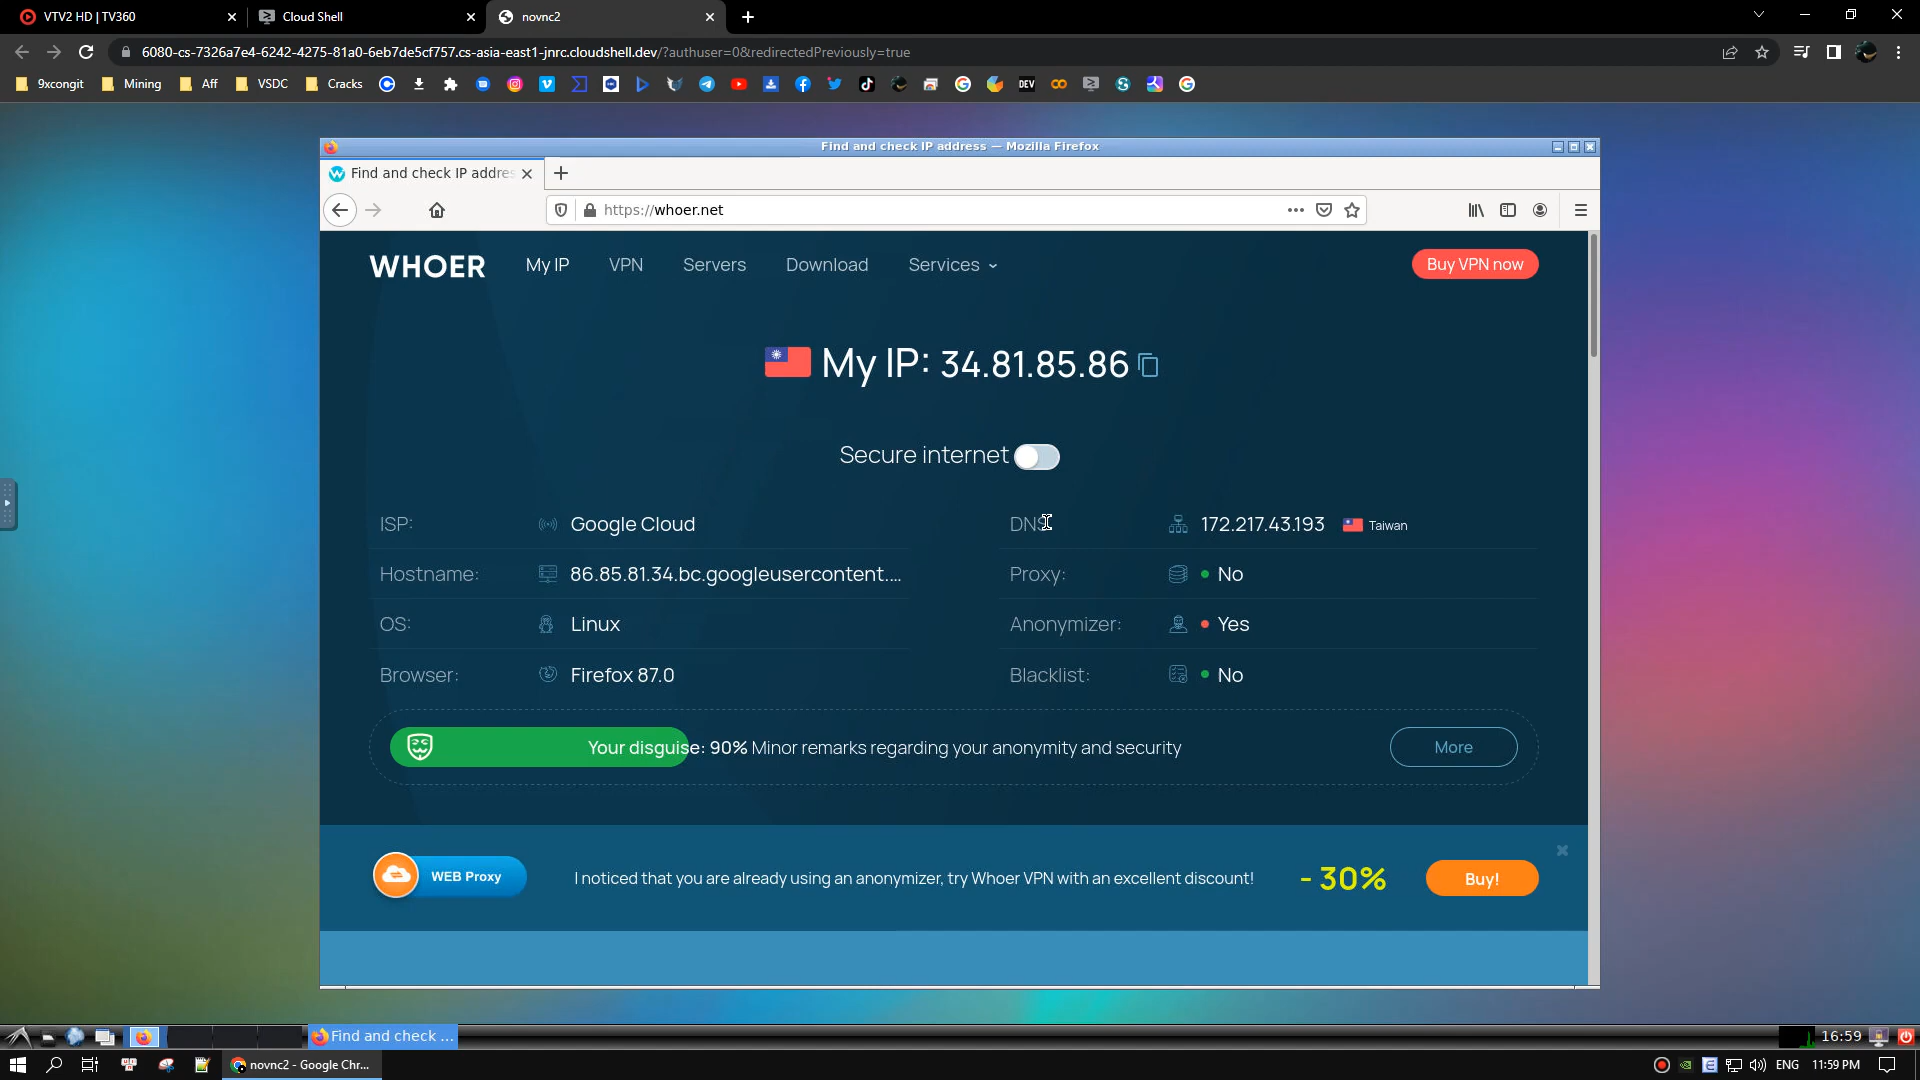 VTV2 HD | TV360
Cloud Shell
novnc2
6080-cs-7326a7e4-6242-4275-81a0-6eb7de5cf757.cs-asia-east1-jnrc.cloudshell.dev/?authuser=0&redirectedPreviously=true
9xcongit
Mining
Aff
VSDC
Cracks
DEV
Find and check IP address — Mozilla Firefox
Find and check IP addres
https://whoer.net
WHOER
My IP
VPN
Servers
Download
Services
Buy VPN now
My IP: 34.81.85.86
Secure internet
ISP: Google Cloud
DNS 172.217.43.193 Taiwan
Hostname: 86.85.81.34.bc.googleusercontent....
Proxy: No
OS: Linux
Anonymizer: Yes
Browser: Firefox 87.0
Blacklist: No
Your disguise: 90% Minor remarks regarding your anonymity and security
More
WEB Proxy
I noticed that you are already using an anonymizer, try Whoer VPN with an excellent discount!
- 30%
Buy!
Find and check ...
16:59
novnc2 - Google Chr...
ENG
11:59 PM